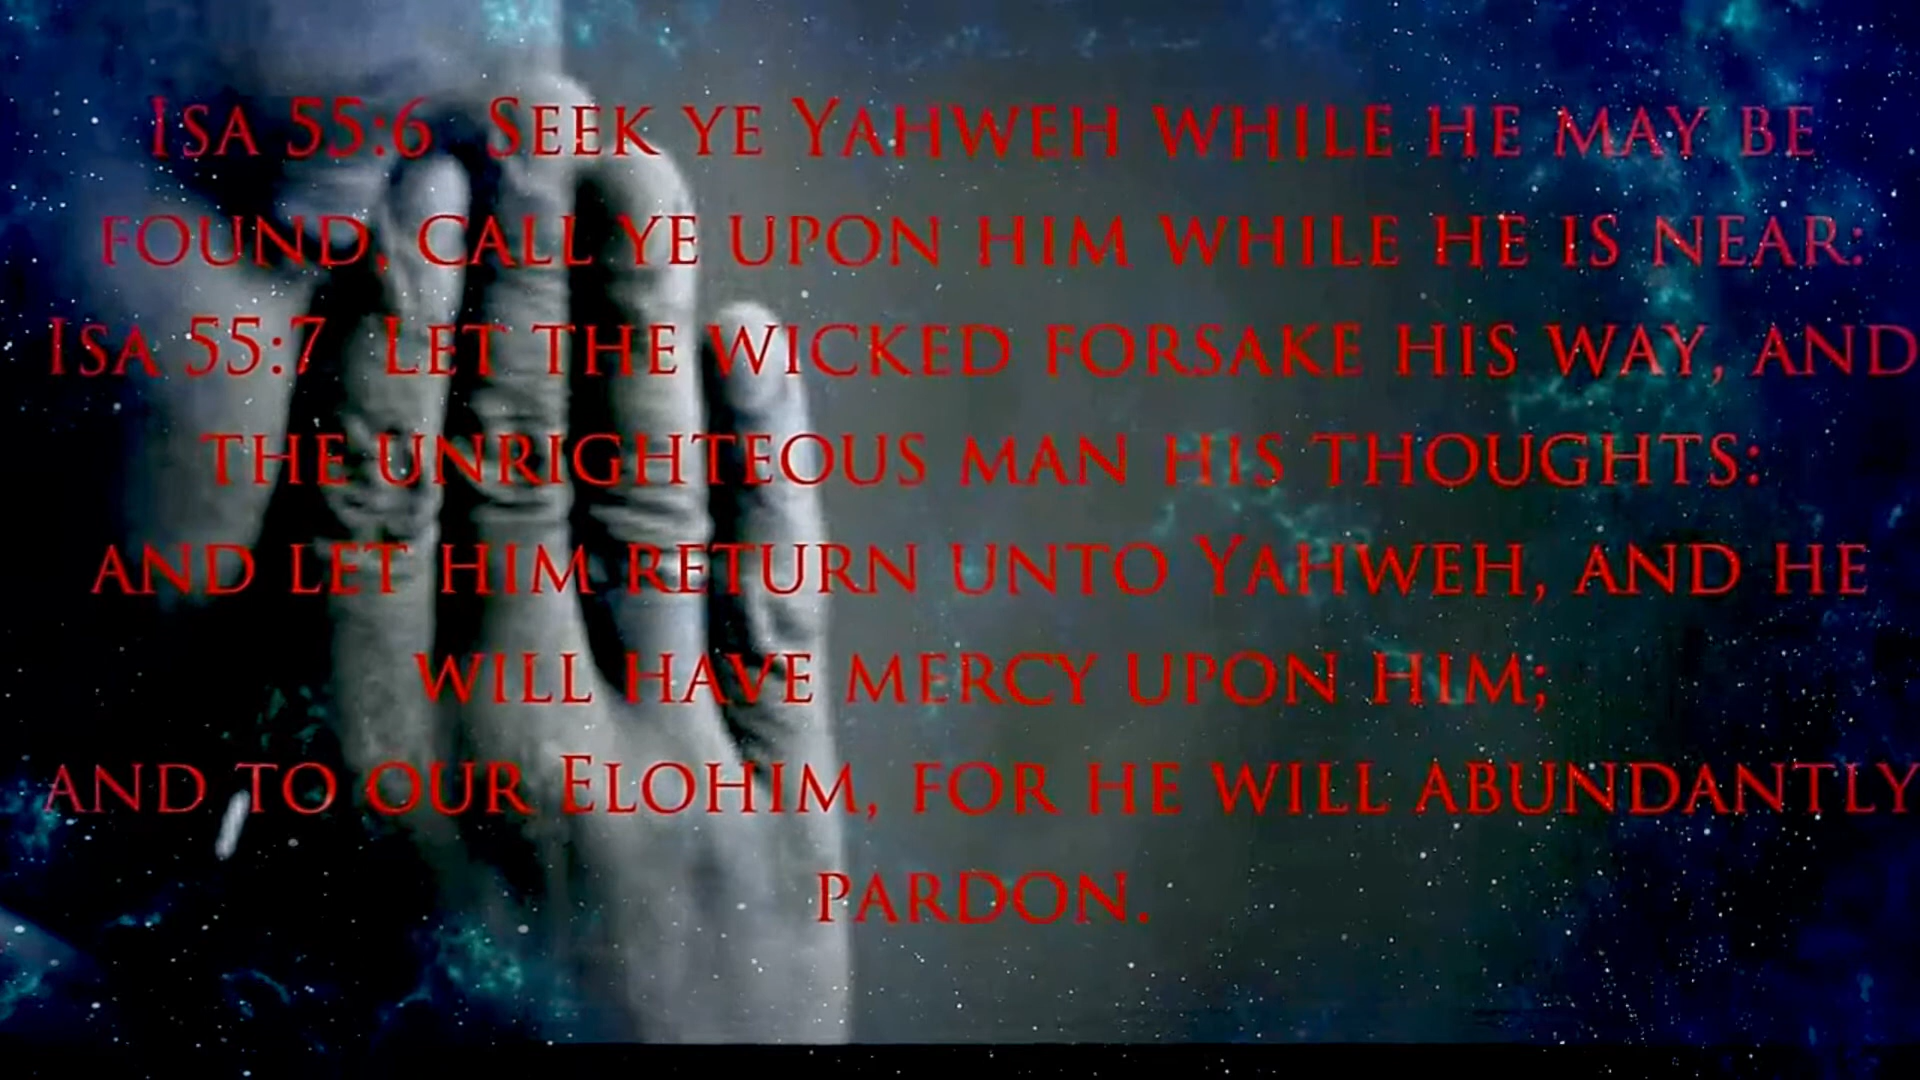 Isa 55:6 Seek ye Yahweh while he may be
found, call ye upon him while he is near:
Isa 55:7 Let the wicked forsake his way, and
the unrighteous man his thoughts:
and let him return unto Yahweh, and he
will have mercy upon him;
and to our Elohim, for he will abundantly
pardon.